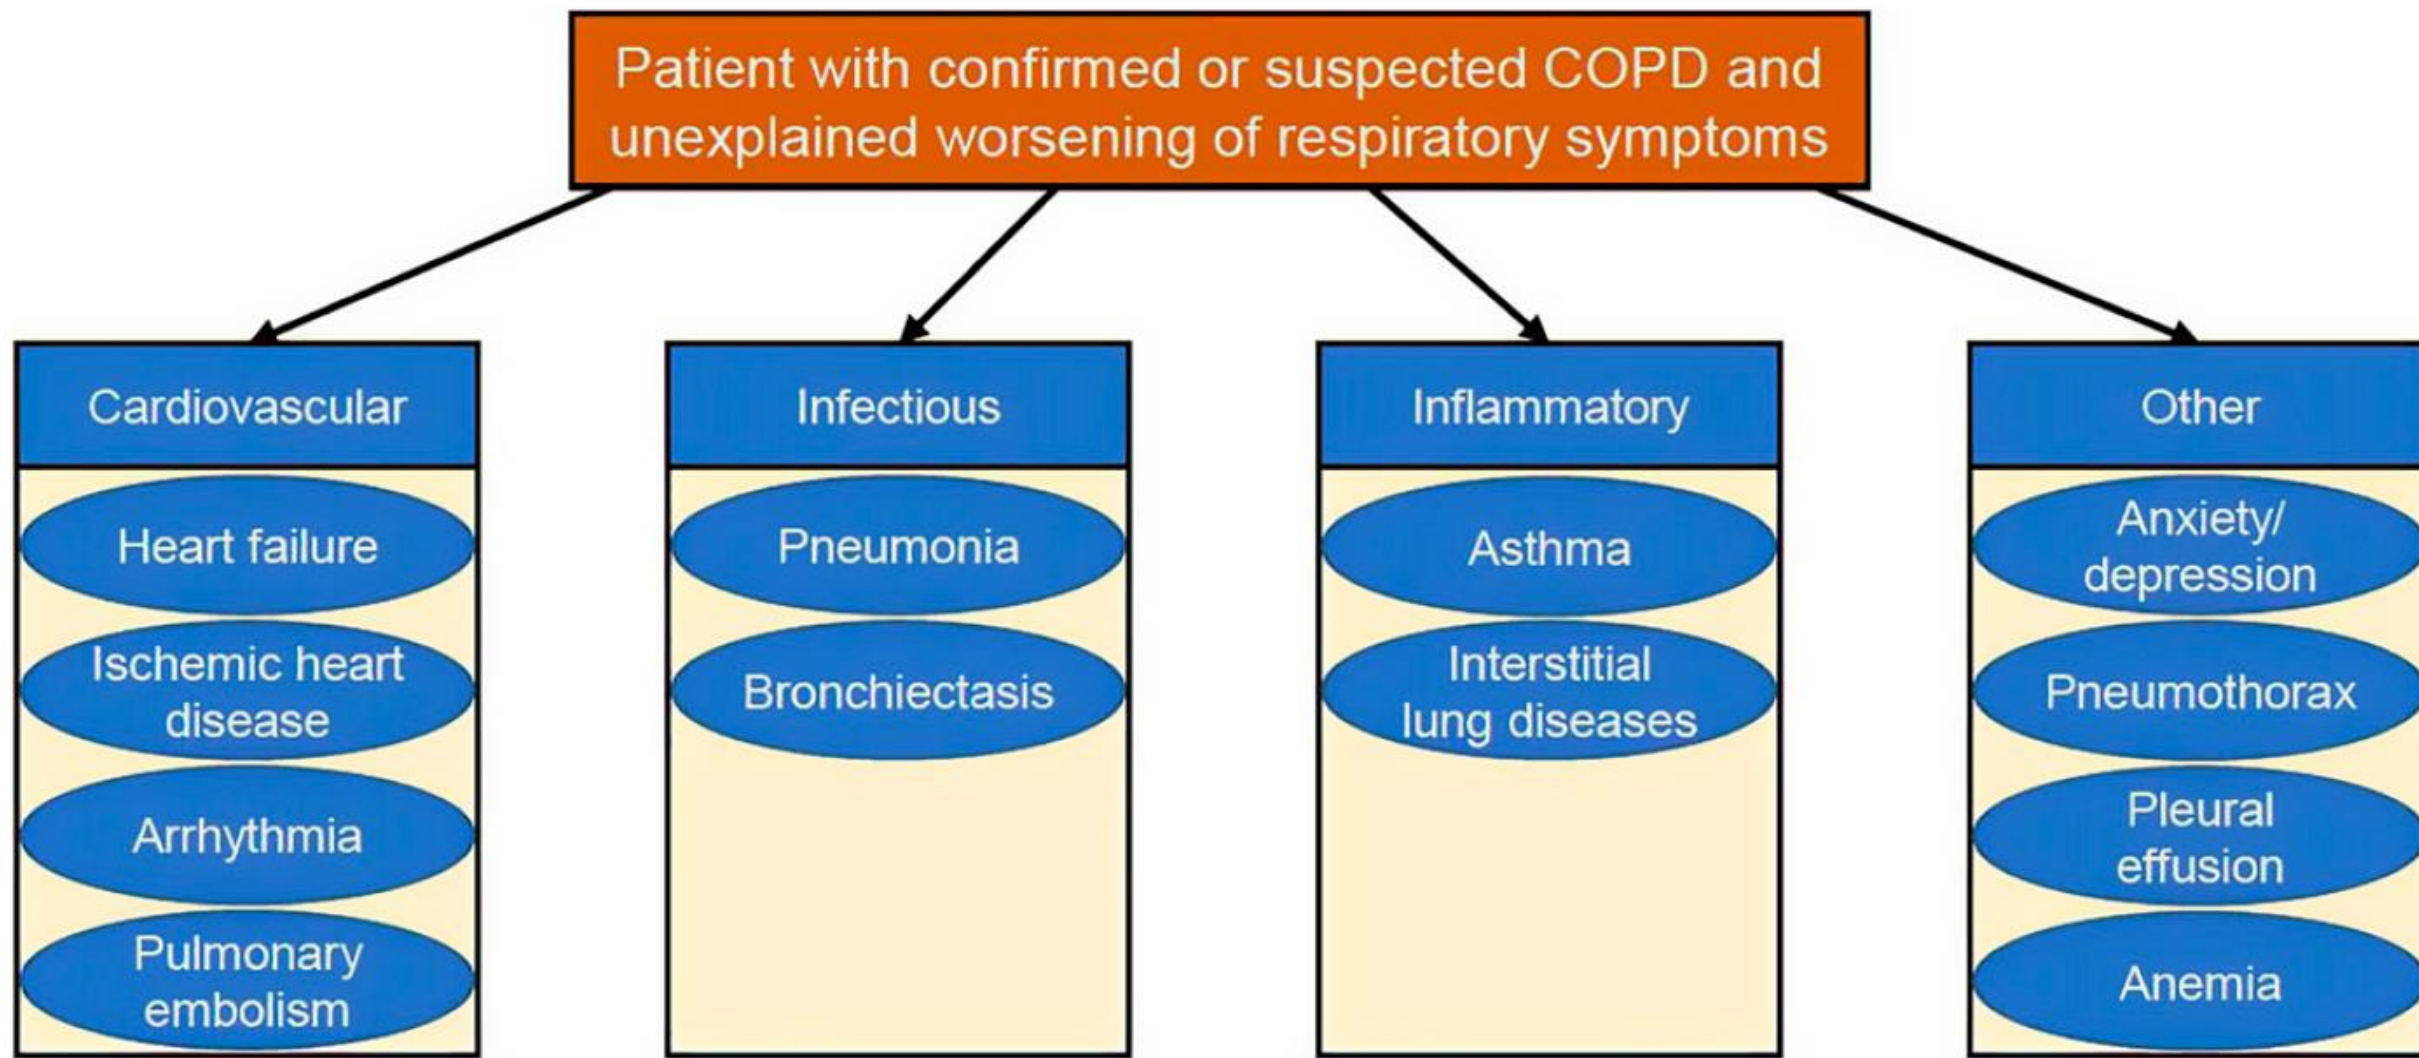 Patient with confirmed or suspected COPD and
unexplained worsening of respiratory symptoms
Cardiovascular
Heart failure
Ischemic heart
disease
Arrhythmia
Pulmonary
embolism
Infectious
Pneumonia
Bronchiectasis
Inflammatory
Asthma
Interstitial
lung diseases
Other
Anxiety/
depression
Pneumothorax
Pleural
effusion
Anemia